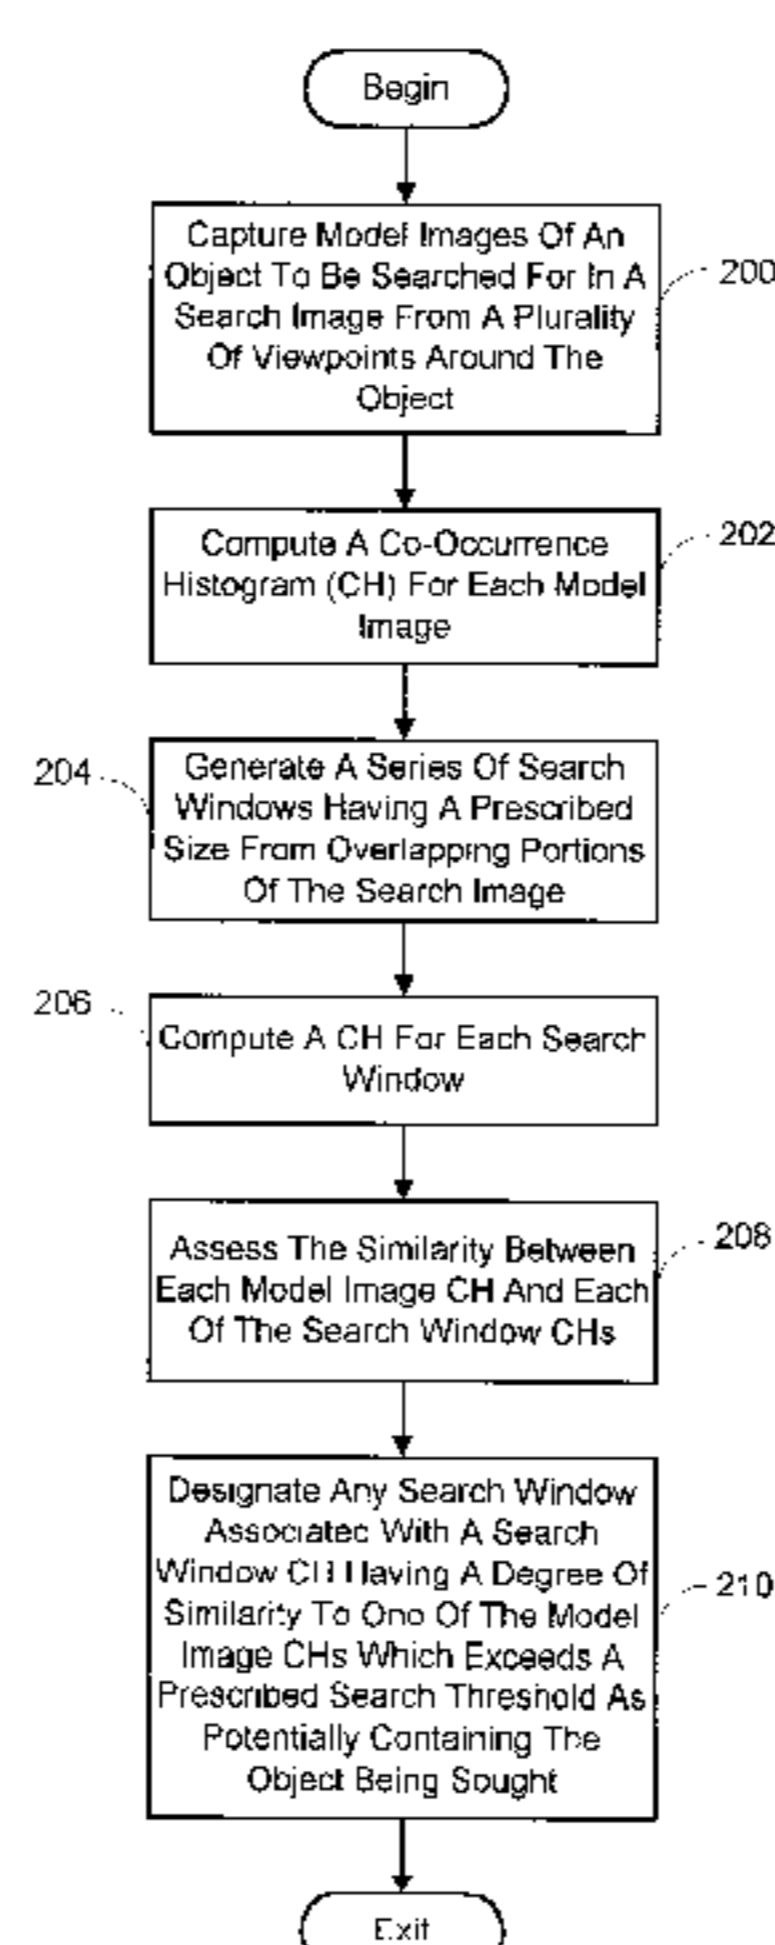 Begin
Capture Model Images Of An
Object To Be Searched For In A
Search Image From A Plurality
Of Viewpoints Around The
Object
200
Compute A Co-Occurrence
Histogram (CH) For Each Model
Image
202
204
Generate A Series Of Search
Windows Having A Prescribed
Size From Overlapping Portions
Of The Search Image
206
Compute A CH For Each Search
Window
Assess The Similarity Between
Each Model Image CH And Each
Of The Search Window CHs
208
Designate Any Search Window
Associated With A Search
Window CH Having A Degree Of
Similarity To One Of The Model
Image CHs Which Exceeds A
Prescribed Search Threshold As
Potentially Containing The
Object Being Sought
210
Exit